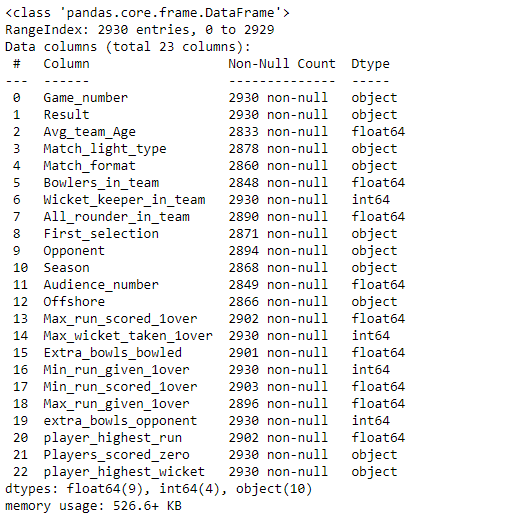 <class 'pandas.core.frame.DataFrame'>
RangeIndex: 2930 entries, 0 to 2929
Data columns (total 23 columns):
 #   Column                 Non-Null Count  Dtype
---  ------                 --------------  -----
 0   Game_number            2930 non-null   object
 1   Result                 2930 non-null   object
 2   Avg_team_Age           2833 non-null   float64
 3   Match_light_type       2878 non-null   object
 4   Match_format           2860 non-null   object
 5   Bowlers_in_team        2848 non-null   float64
 6   Wicket_keeper_in_team  2930 non-null   int64
 7   All_rounder_in_team    2890 non-null   float64
 8   First_selection        2871 non-null   object
 9   Opponent               2894 non-null   object
 10  Season                 2868 non-null   object
 11  Audience_number        2849 non-null   float64
 12  Offshore               2866 non-null   object
 13  Max_run_scored_1over   2902 non-null   float64
 14  Max_wicket_taken_1over 2930 non-null   int64
 15  Extra_bowls_bowled     2901 non-null   float64
 16  Min_run_given_1over    2930 non-null   int64
 17  Min_run_scored_1over   2903 non-null   float64
 18  Max_run_given_1over    2896 non-null   float64
 19  extra_bowls_opponent   2930 non-null   int64
 20  player_highest_run     2902 non-null   float64
 21  Players_scored_zero    2930 non-null   object
 22  player_highest_wicket  2930 non-null   object
dtypes: float64(9), int64(4), object(10)
memory usage: 526.6+ KB